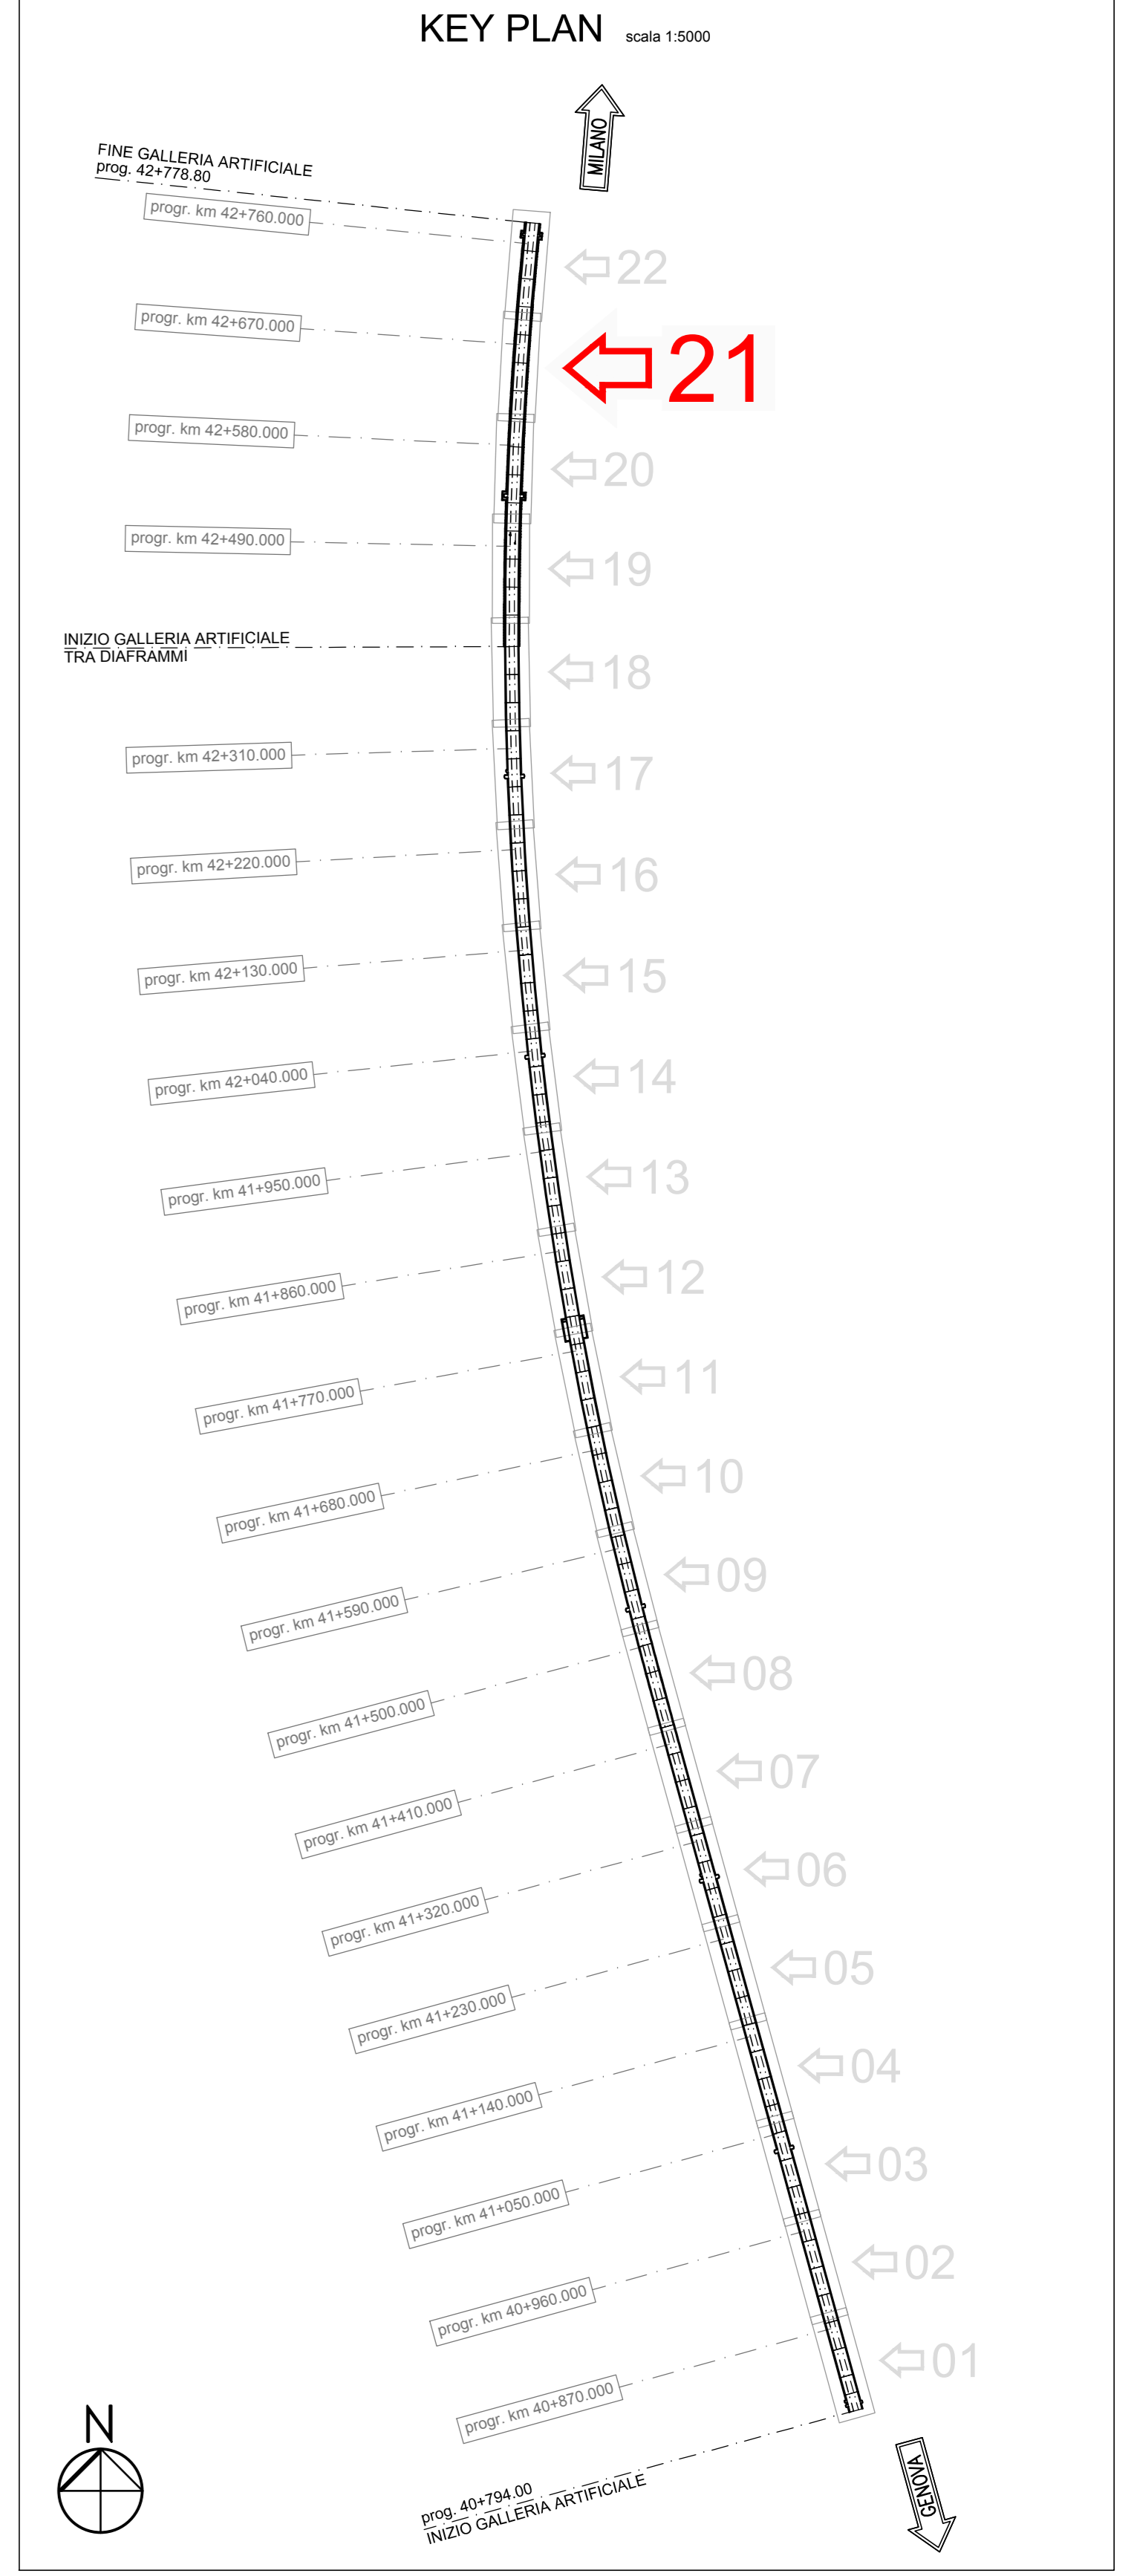 KEY PLAN scala 1:5000
MILANO
FINE GALLERIA ARTIFICIALE
prog. 42+778.80
progr. km 42+760.000
22
progr. km 42+670.000
21
progr. km 42+580.000
20
progr. km 42+490.000
19
INIZIO GALLERIA ARTIFICIALE
TRA DIAFRAMMI
18
progr. km 42+310.000
17
progr. km 42+220.000
16
progr. km 42+130.000
15
progr. km 42+040.000
14
progr. km 41+950.000
13
progr. km 41+860.000
12
progr. km 41+770.000
11
progr. km 41+680.000
10
progr. km 41+590.000
09
progr. km 41+500.000
08
progr. km 41+410.000
07
progr. km 41+320.000
06
progr. km 41+230.000
05
progr. km 41+140.000
04
progr. km 41+050.000
03
progr. km 40+960.000
02
progr. km 40+870.000
01
N
prog. 40+794.00
INIZIO GALLERIA ARTIFICIALE
GENOVA